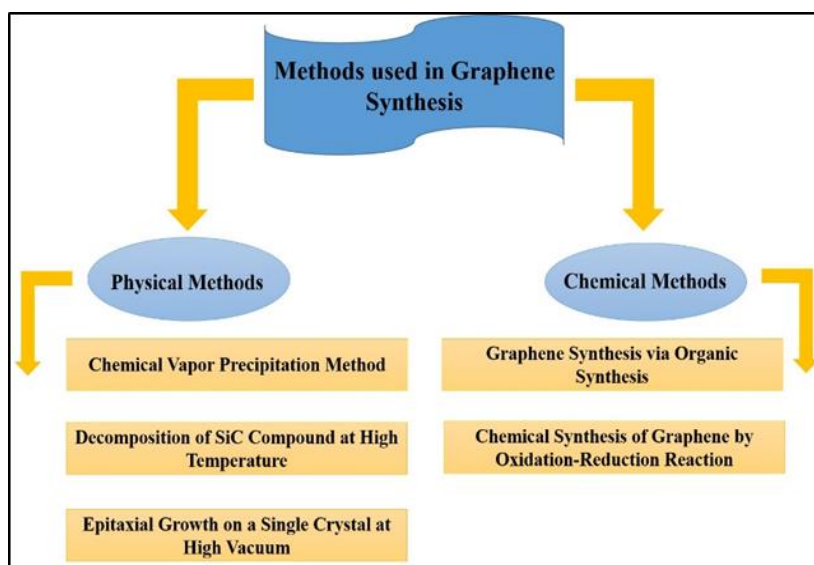 Methods used in Graphene
Synthesis
Physical Methods
Chemical Vapor Precipitation Method
Decomposition of SiC Compound at High
Temperature
Epitaxial Growth on a Single Crystal at
High Vacuum
Chemical Methods
Graphene Synthesis via Organic
Synthesis
Chemical Synthesis of Graphene by
Oxidation-Reduction Reaction